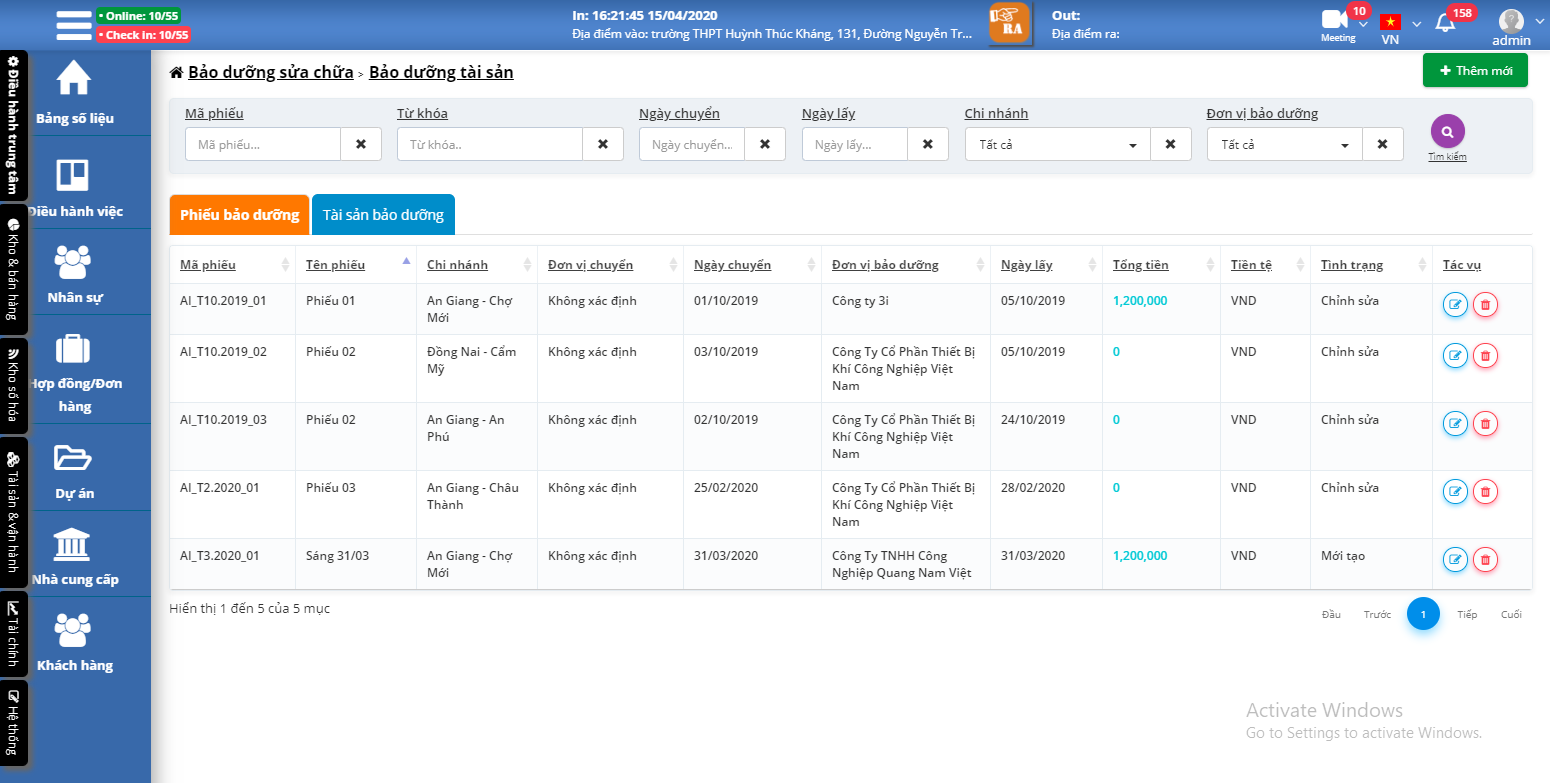 • Online: 10/55
• Check in: 10/55
In: 16:21:45 15/04/2020
Địa điểm vào: trường THPT Huỳnh Thúc Kháng, 131, Đường Nguyễn Tr...
RA
Out:
Địa điểm ra:
Meeting
10
VN
158
admin
Điều hành trung tâm
Kho & bán hàng
Kho số hóa
Tài sản & vận hành
Tài chính
Hệ thống
Bảng số liệu
Điều hành việc
Nhân sự
Hợp đồng/Đơn
hàng
Dự án
Nhà cung cấp
Khách hàng
Bảo dưỡng sửa chữa > Bảo dưỡng tài sản
+ Thêm mới
Mã phiếu Từ khóa Ngày chuyển Ngày lấy Chi nhánh Đơn vị bảo dưỡng
Mã phiếu... Từ khóa.. Ngày chuyển... Ngày lấy... Tất cả Tất cả
Tìm kiếm
Phiếu bảo dưỡng Tài sản bảo dưỡng
Mã phiếu Tên phiếu Chi nhánh Đơn vị chuyển Ngày chuyển Đơn vị bảo dưỡng Ngày lấy Tổng tiền Tiền tệ Tình trạng Tác vụ
AI_T10.2019_01 Phiếu 01 An Giang - Chợ Không xác định 01/10/2019 Công ty 3i 05/10/2019 1,200,000 VND Chỉnh sửa
Mới
AI_T10.2019_02 Phiếu 02 Đồng Nai - Cẩm Không xác định 03/10/2019 Công Ty Cổ Phần Thiết Bị 05/10/2019 0 VND Chỉnh sửa
Mỹ Khí Công Nghiệp Việt
Nam
AI_T10.2019_03 Phiếu 02 An Giang - An Không xác định 02/10/2019 Công Ty Cổ Phần Thiết Bị 24/10/2019 0 VND Chỉnh sửa
Phú Khí Công Nghiệp Việt
Nam
AI_T2.2020_01 Phiếu 03 An Giang - Châu Không xác định 25/02/2020 Công Ty Cổ Phần Thiết Bị 28/02/2020 0 VND Chỉnh sửa
Thành Khí Công Nghiệp Việt
Nam
AI_T3.2020_01 Sáng 31/03 An Giang - Chợ Không xác định 31/03/2020 Công Ty TNHH Công 31/03/2020 1,200,000 VND Mới tạo
Mới Nghiệp Quang Nam Việt
Hiển thị 1 đến 5 của 5 mục
Đầu Trước 1 Tiếp Cuối
Activate Windows
Go to Settings to activate Windows.